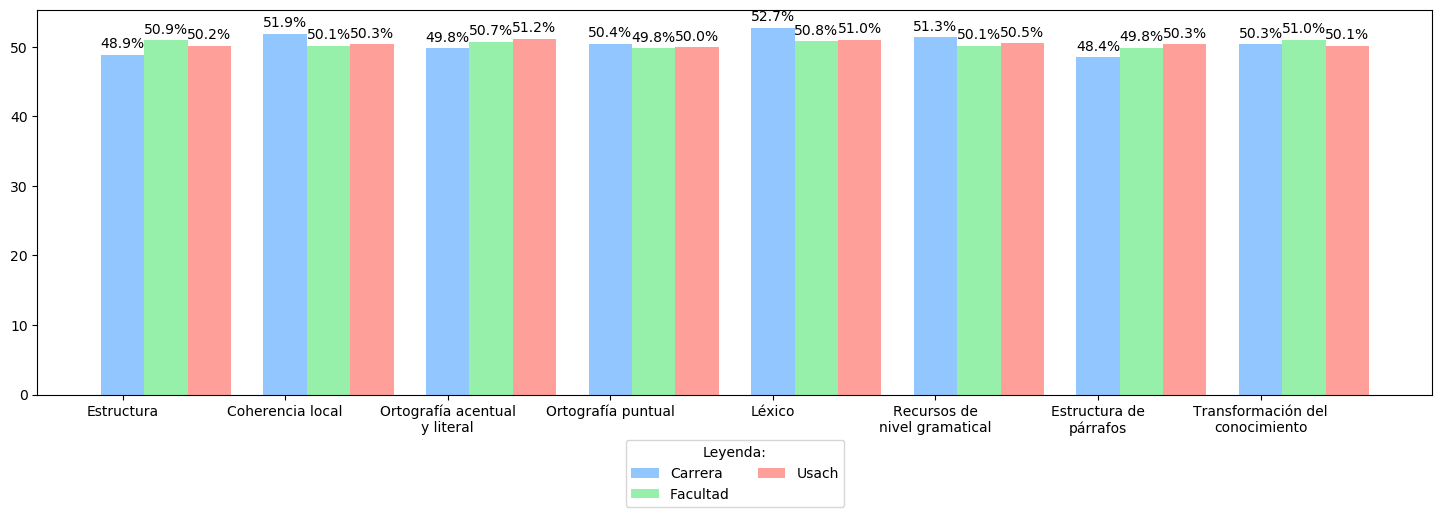 48.9% 50.9% 50.2% 51.9% 50.1% 50.3% 49.8% 50.7% 51.2% 50.4% 49.8% 50.0% 52.7% 50.8% 51.0% 51.3% 50.1% 50.5% 48.4% 49.8% 50.3% 50.3% 51.0% 50.1%
50
40
30
20
10
0
Estructura
Coherencia local
Ortografía acentual
y literal
Ortografía puntual
Léxico
Recursos de
nivel gramatical
Estructura de
párrafos
Transformación del
conocimiento
Leyenda:
Carrera
Facultad
Usach